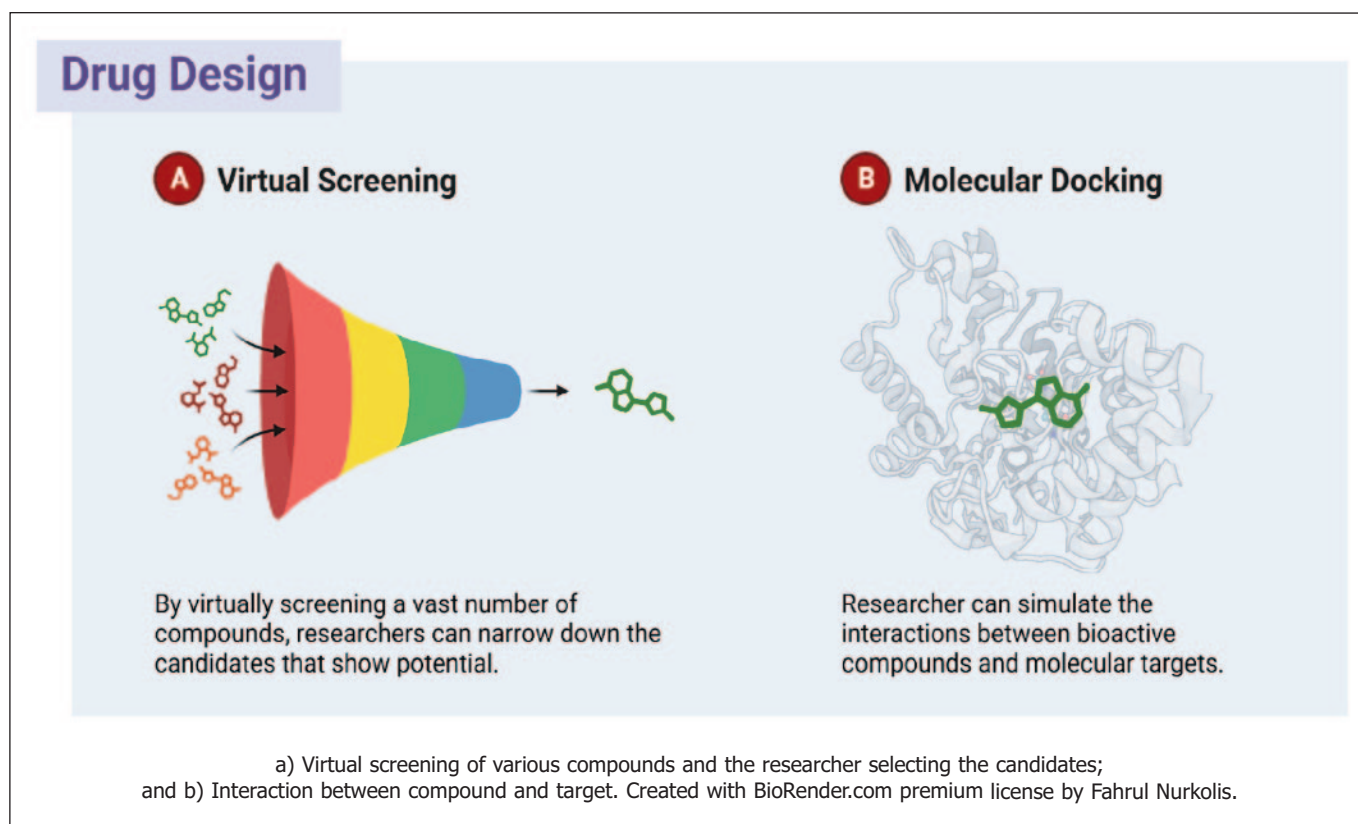 Drug Design
A Virtual Screening
By virtually screening a vast number of
compounds, researchers can narrow down the
candidates that show potential.
B Molecular Docking
Researcher can simulate the
interactions between bioactive
compounds and molecular targets.
a) Virtual screening of various compounds and the researcher selecting the candidates;
and b) Interaction between compound and target. Created with BioRender.com premium license by Fahrul Nurkolis.